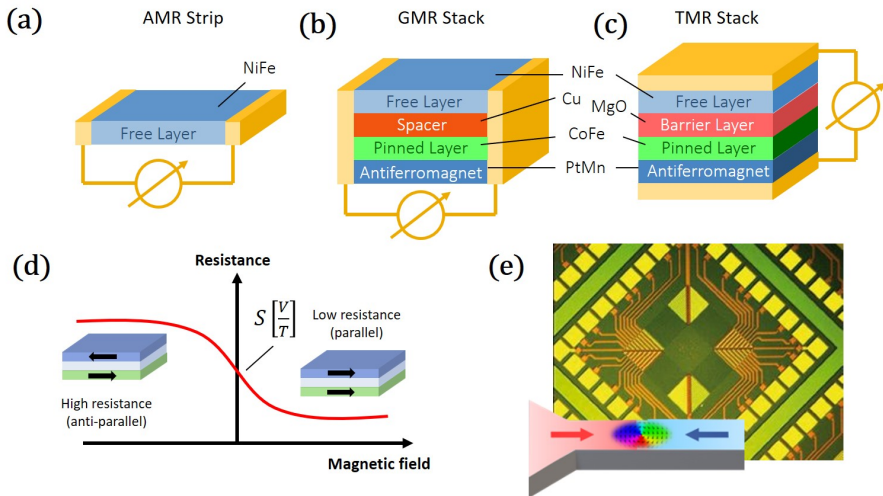 (a)
AMR Strip
NiFe
Free Layer
(b)
GMR Stack
Free Layer
Spacer
Pinned Layer
Antiferromagnet
NiFe
Cu
MgO
CoFe
PtMn
(c)
TMR Stack
Free Layer
Barrier Layer
Pinned Layer
Antiferromagnet
(d)
Resistance
S [V/T]
Low resistance
(parallel)
High resistance
(anti-parallel)
Magnetic field
(e)